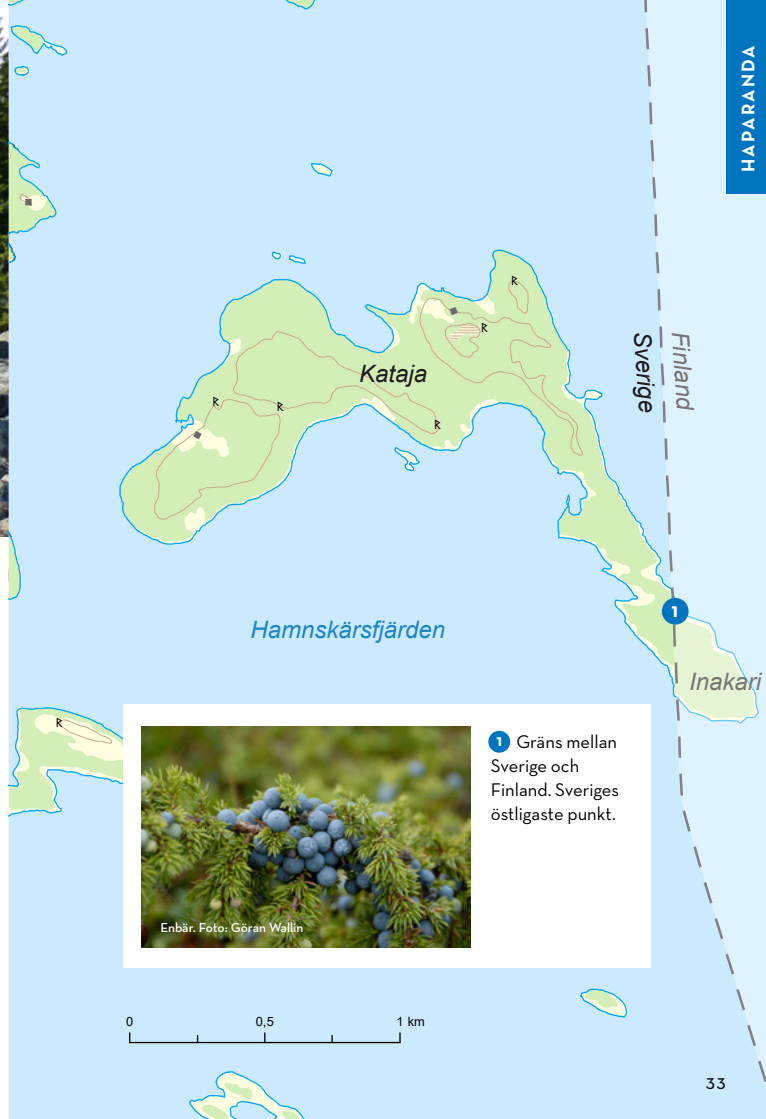 HAPARANDA
Finland
Sverige
R
R
Kataja
R
R
R
1
Hamnskärsfjärden
Inakari
R
1 Gräns mellan
Sverige och
Finland. Sveriges
östligaste punkt.
Enbär. Foto: Göran Wallin
0 0,5 1 km
33